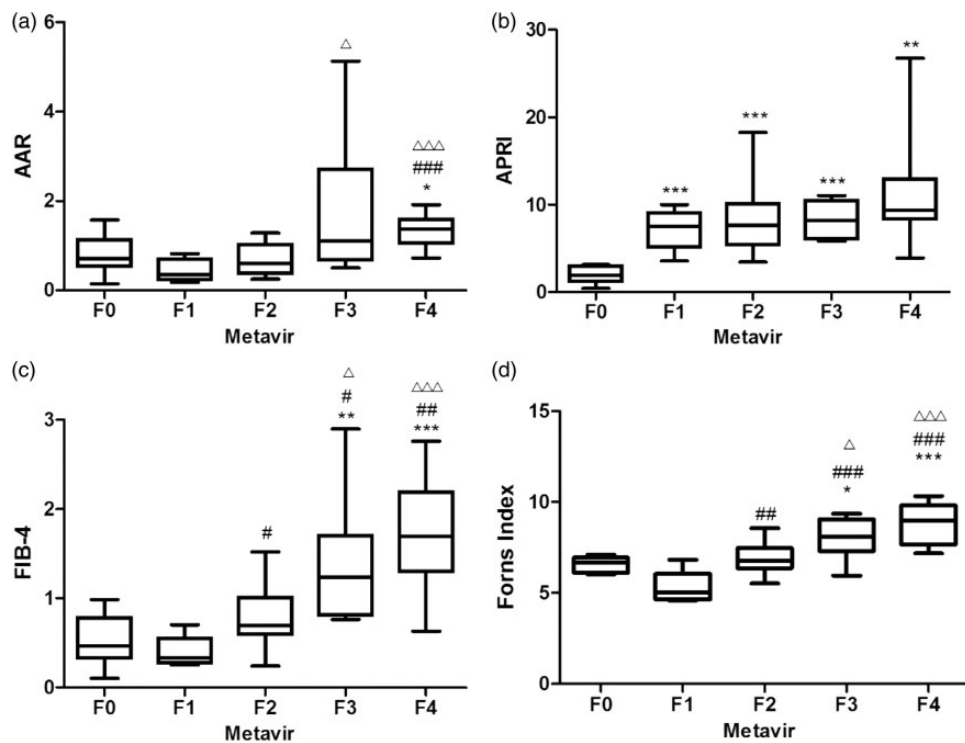 (a)
6
4
2
0
AAR
△
△△△
###
*
F0 F1 F2 F3 F4
Metavir
(b)
30
20
10
0
APRI
***
***
***
**
F0 F1 F2 F3 F4
Metavir
(c)
3
2
1
0
FIB-4
#
△
#
**
△△△
##
***
F0 F1 F2 F3 F4
Metavir
(d)
15
10
5
0
Forns Index
##
△
###
*
△△△
###
***
F0 F1 F2 F3 F4
Metavir